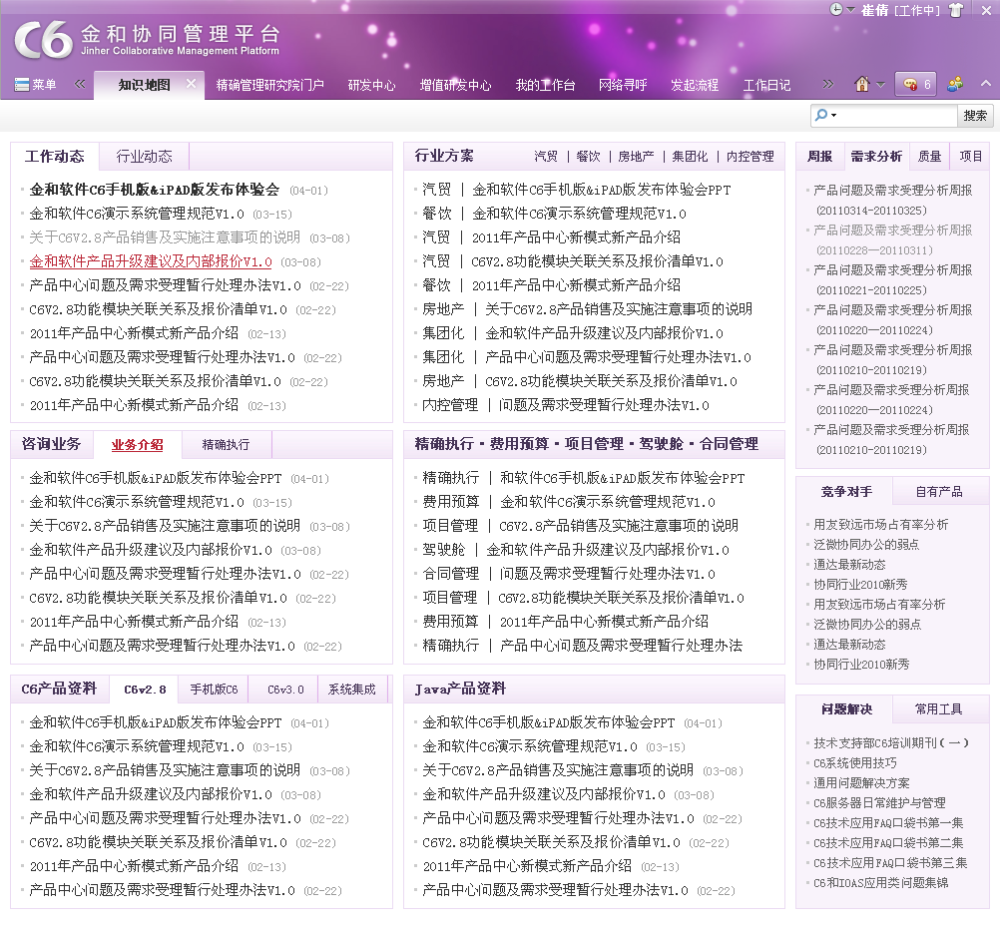 崔倩 [工作中]
C6 金和协同管理平台
Jinher Collaborative Management Platform
菜单 知识地图 精确管理研究院门户 研发中心 增值研发中心 我的工作台 网络寻呼 发起流程 工作日记 6
搜索
工作动态 行业动态
金和软件C6手机版&iPAD版发布体验会 (04-01)
金和软件C6演示系统管理规范V1.0 (03-15)
关于C6V2.8产品销售及实施注意事项的说明 (03-08)
金和软件产品升级建议及内部报价V1.0 (03-08)
产品中心问题及需求受理暂行处理办法V1.0 (02-22)
C6V2.8功能模块关联关系及报价清单V1.0 (02-22)
2011年产品中心新模式新产品介绍 (02-13)
产品中心问题及需求受理暂行处理办法V1.0 (02-22)
C6V2.8功能模块关联关系及报价清单V1.0 (02-22)
2011年产品中心新模式新产品介绍 (02-13)
行业方案 汽贸 | 餐饮 | 房地产 | 集团化 | 内控管理
汽贸 | 金和软件C6手机版&iPAD版发布体验会PPT
餐饮 | 金和软件C6演示系统管理规范V1.0
汽贸 | 2011年产品中心新模式新产品介绍
汽贸 | C6V2.8功能模块关联关系及报价清单V1.0
餐饮 | 2011年产品中心新模式新产品介绍
房地产 | 关于C6V2.8产品销售及实施注意事项的说明
集团化 | 金和软件产品升级建议及内部报价V1.0
集团化 | 产品中心问题及需求受理暂行处理办法V1.0
房地产 | C6V2.8功能模块关联关系及报价清单V1.0
内控管理 | 问题及需求受理暂行处理办法V1.0
周报 需求分析 质量 项目
产品问题及需求受理分析周报
(20110314-20110325)
产品问题及需求受理分析周报
(20110228—20110311)
产品问题及需求受理分析周报
(20110221-20110225)
产品问题及需求受理分析周报
(20110220—20110224)
产品问题及需求受理分析周报
(20110210-20110219)
产品问题及需求受理分析周报
(20110220—20110224)
产品问题及需求受理分析周报
(20110210-20110219)
咨询业务 业务介绍 精确执行
金和软件C6手机版&iPAD版发布体验会PPT (04-01)
金和软件C6演示系统管理规范V1.0 (03-15)
关于C6V2.8产品销售及实施注意事项的说明 (03-08)
金和软件产品升级建议及内部报价V1.0 (03-08)
产品中心问题及需求受理暂行处理办法V1.0 (02-22)
C6V2.8功能模块关联关系及报价清单V1.0 (02-22)
2011年产品中心新模式新产品介绍 (02-13)
产品中心问题及需求受理暂行处理办法V1.0 (02-22)
精确执行·费用预算·项目管理·驾驶舱·合同管理
精确执行 | 和软件C6手机版&iPAD版发布体验会PPT
费用预算 | 金和软件C6演示系统管理规范V1.0
项目管理 | C6V2.8产品销售及实施注意事项的说明
驾驶舱 | 金和软件产品升级建议及内部报价V1.0
合同管理 | 问题及需求受理暂行处理办法V1.0
项目管理 | C6V2.8功能模块关联关系及报价清单V1.0
费用预算 | 2011年产品中心新模式新产品介绍
精确执行 | 产品中心问题及需求受理暂行处理办法
竞争对手 自有产品
用友致远市场占有率分析
泛微协同办公的弱点
通达最新动态
协同行业2010新秀
用友致远市场占有率分析
泛微协同办公的弱点
通达最新动态
协同行业2010新秀
C6产品资料 C6v2.8 手机版C6 C6v3.0 系统集成
金和软件C6手机版&iPAD版发布体验会PPT (04-01)
金和软件C6演示系统管理规范V1.0 (03-15)
关于C6V2.8产品销售及实施注意事项的说明 (03-08)
金和软件产品升级建议及内部报价V1.0 (03-08)
产品中心问题及需求受理暂行处理办法V1.0 (02-22)
C6V2.8功能模块关联关系及报价清单V1.0 (02-22)
2011年产品中心新模式新产品介绍 (02-13)
产品中心问题及需求受理暂行处理办法V1.0 (02-22)
Java产品资料
金和软件C6手机版&iPAD版发布体验会PPT (04-01)
金和软件C6演示系统管理规范V1.0 (03-15)
关于C6V2.8产品销售及实施注意事项的说明 (03-08)
金和软件产品升级建议及内部报价V1.0 (03-08)
产品中心问题及需求受理暂行处理办法V1.0 (02-22)
C6V2.8功能模块关联关系及报价清单V1.0 (02-22)
2011年产品中心新模式新产品介绍 (02-13)
产品中心问题及需求受理暂行处理办法V1.0 (02-22)
问题解决 常用工具
技术支持部C6培训期刊(一)
C6系统使用技巧
通用问题解决方案
C6服务器日常维护与管理
C6技术应用FAQ口袋书第一集
C6技术应用FAQ口袋书第二集
C6技术应用FAQ口袋书第三集
C6和IOAS应用类问题集锦